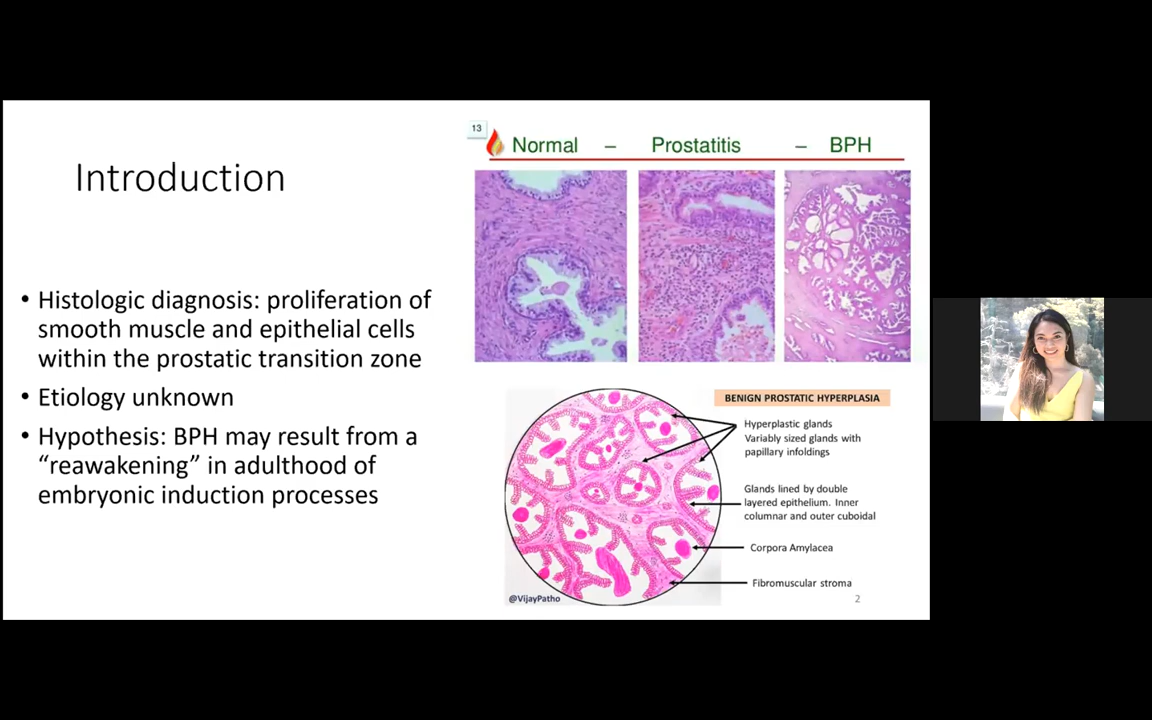 Introduction
• Histologic diagnosis: proliferation of
smooth muscle and epithelial cells
within the prostatic transition zone
• Etiology unknown
• Hypothesis: BPH may result from a
“reawakening” in adulthood of
embryonic induction processes
13
Normal – Prostatitis – BPH
BENIGN PROSTATIC HYPERPLASIA
Hyperplastic glands
Variably sized glands with
papillary infoldings
Glands lined by double
layered epithelium. Inner
columnar and outer cuboidal
Corpora Amylacea
Fibromuscular stroma
@VijayPatho
2